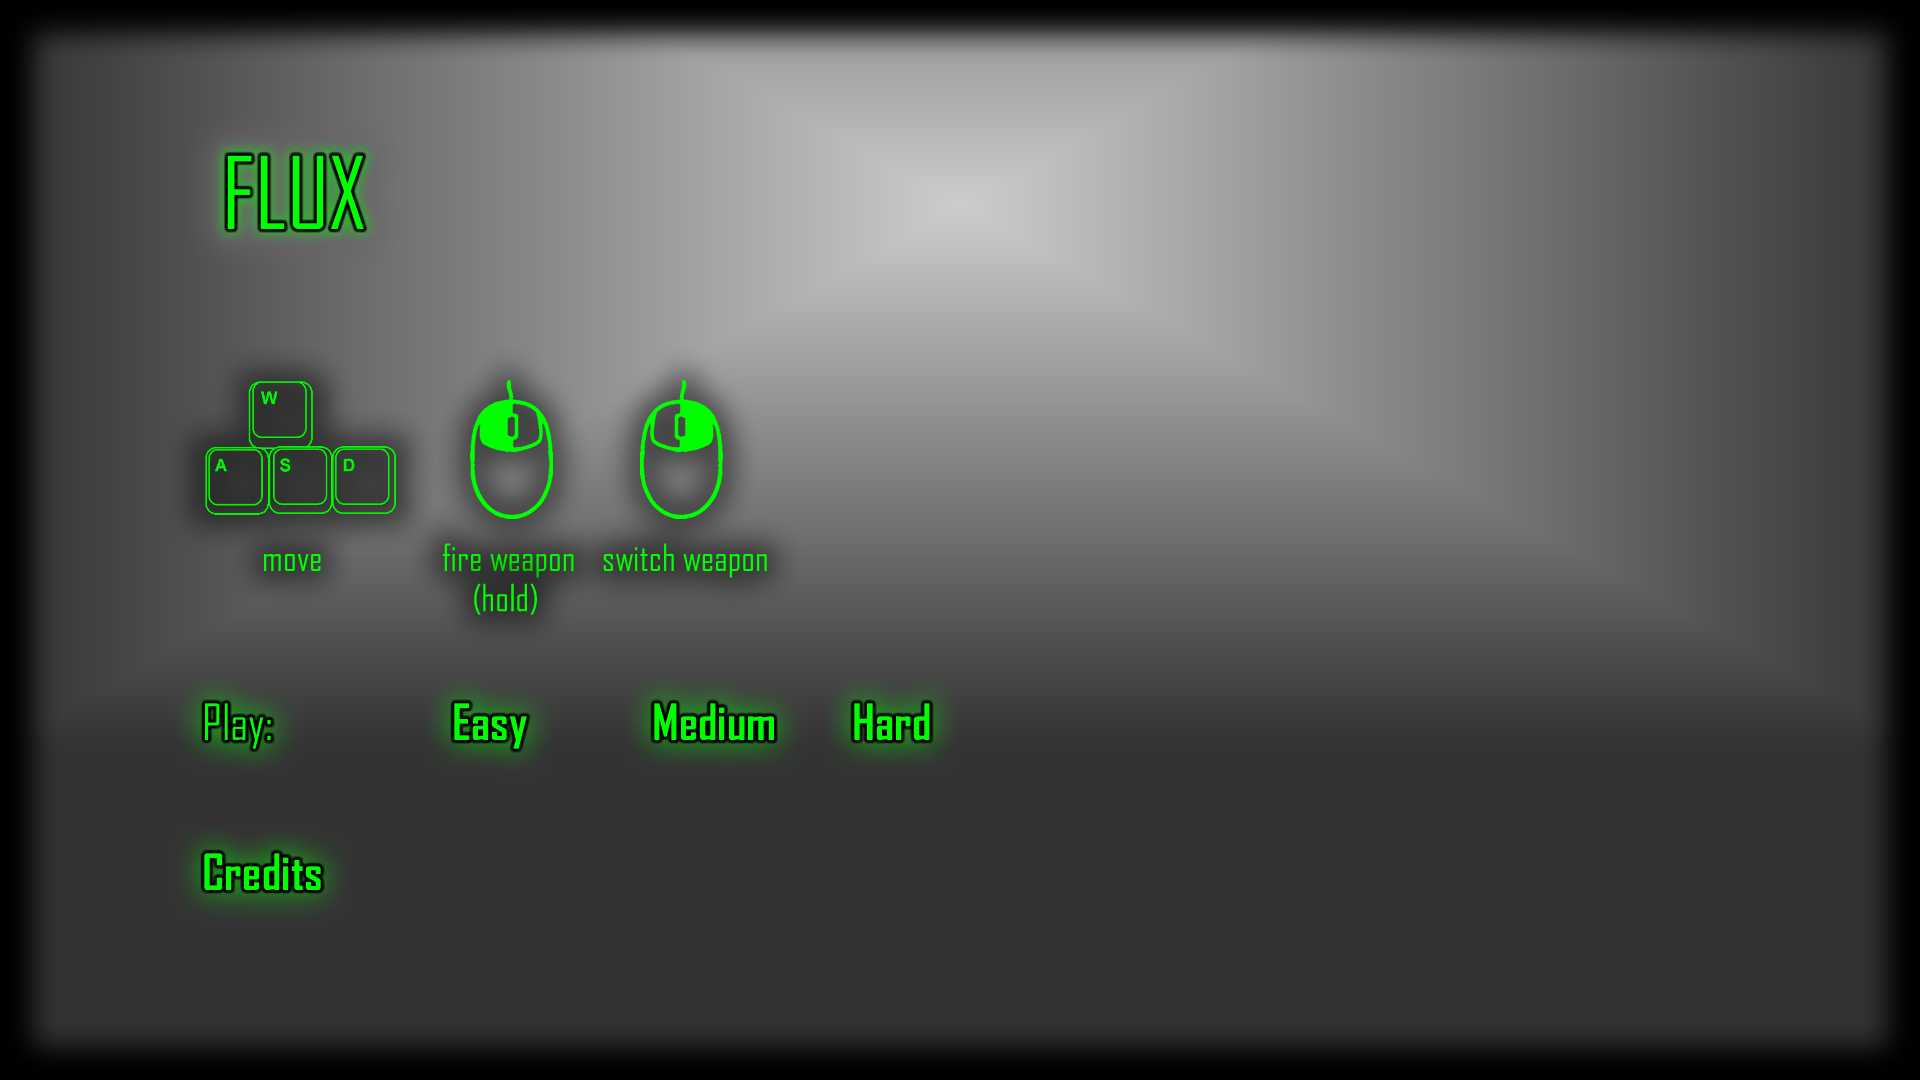 FLUX
W
A S D
move fire weapon switch weapon
(hold)
Play: Easy Medium Hard
Credits